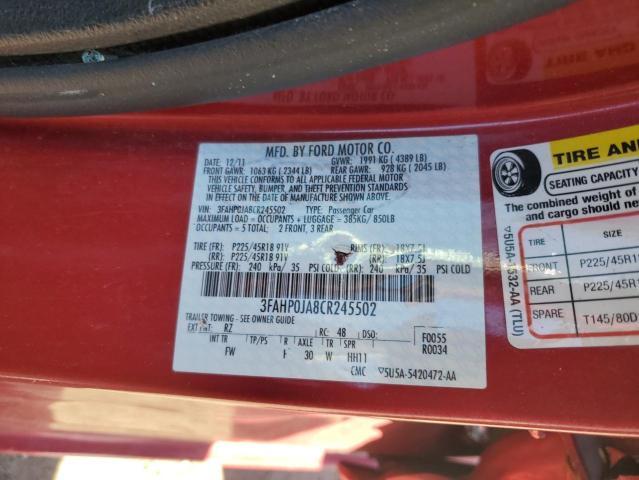 MFD. BY FORD MOTOR CO.
DATE: 12/11 GVWR: 1991 KG ( 4389 LB)
FRONT GAWR: 1063 KG ( 2344 LB) REAR GAWR: 928 KG ( 2045 LB)
THIS VEHICLE CONFORMS TO ALL APPLICABLE FEDERAL MOTOR VEHICLE
SAFETY, BUMPER, AND THEFT PREVENTION STANDARDS IN
EFFECT ON THE DATE OF MANUFACTURE SHOWN ABOVE.
VIN: 3FAHP0JA8CR245502 TYPE: Passenger Car
MAXIMUM LOAD = OCCUPANTS + LUGGAGE = 385KG / 850LB
OCCUPANTS = 5 TOTAL: 2 FRONT, 3 REAR
TIRE (FR): P225/45R18 91V RIMS (FR): 18X7.5J
(RR): P225/45R18 91V (RR): 18X7.5J
PRESSURE (FR): 240 kPa/ 35 PSI COLD (RR): 240 kPa/ 35 PSI COLD
3FAHP0JA8CR245502
TRAILER TOWING - SEE OWNER GUIDE
EXT PNT: RZ RC: 48 DSO: F0055
INT TR TP/PS R AXLE TR SPR R0034
FW 30 W HH11
CMC ▽5U5A-5420472-AA
TIRE AND
SEATING CAPACITY
The combined weight of
and cargo should ne
TIRE SIZE
FRONT P225/45R1
REAR P225/45R1
SPARE T145/80D
(TLU)